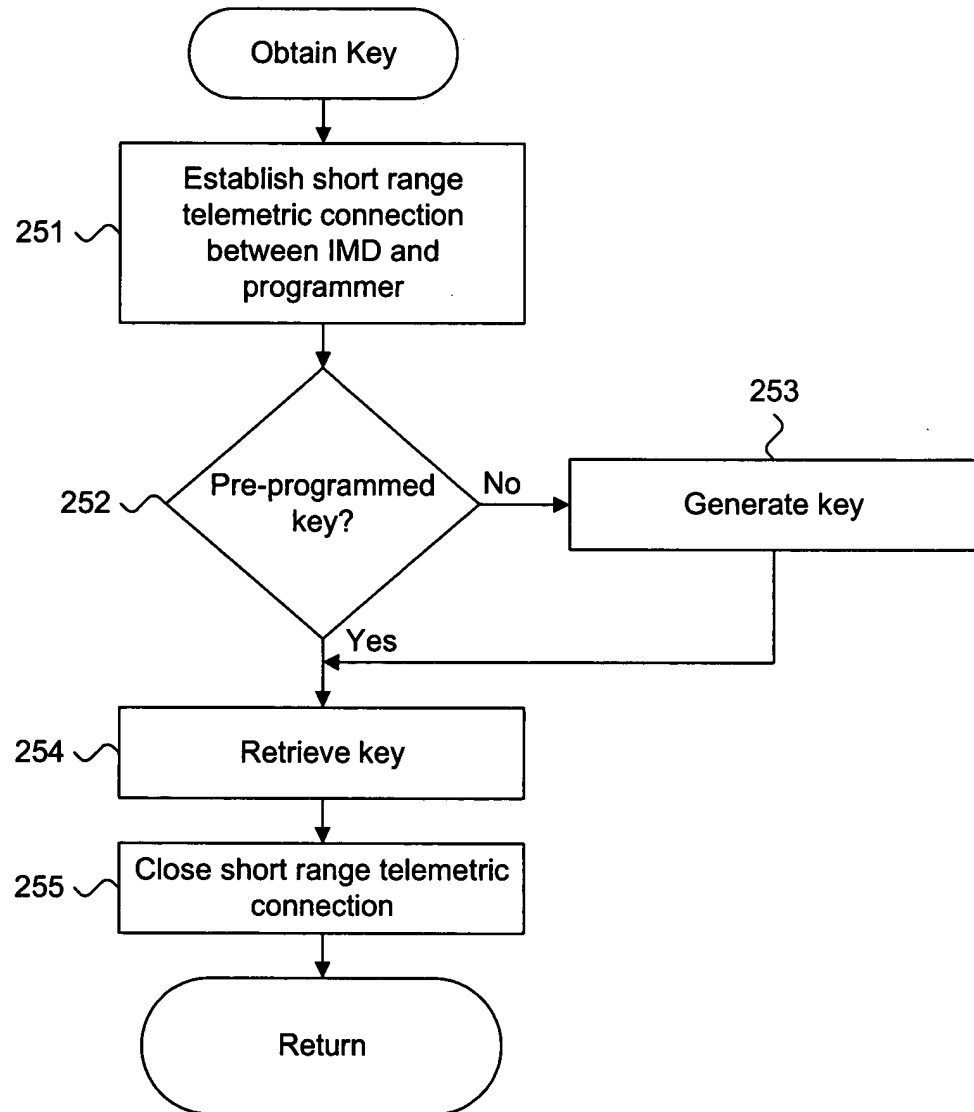 Obtain Key
Establish short range
telemetric connection
between IMD and
programmer
251
253
Pre-programmed
key?
252
No
Generate key
Yes
254
Retrieve key
Close short range telemetric
connection
255
Return